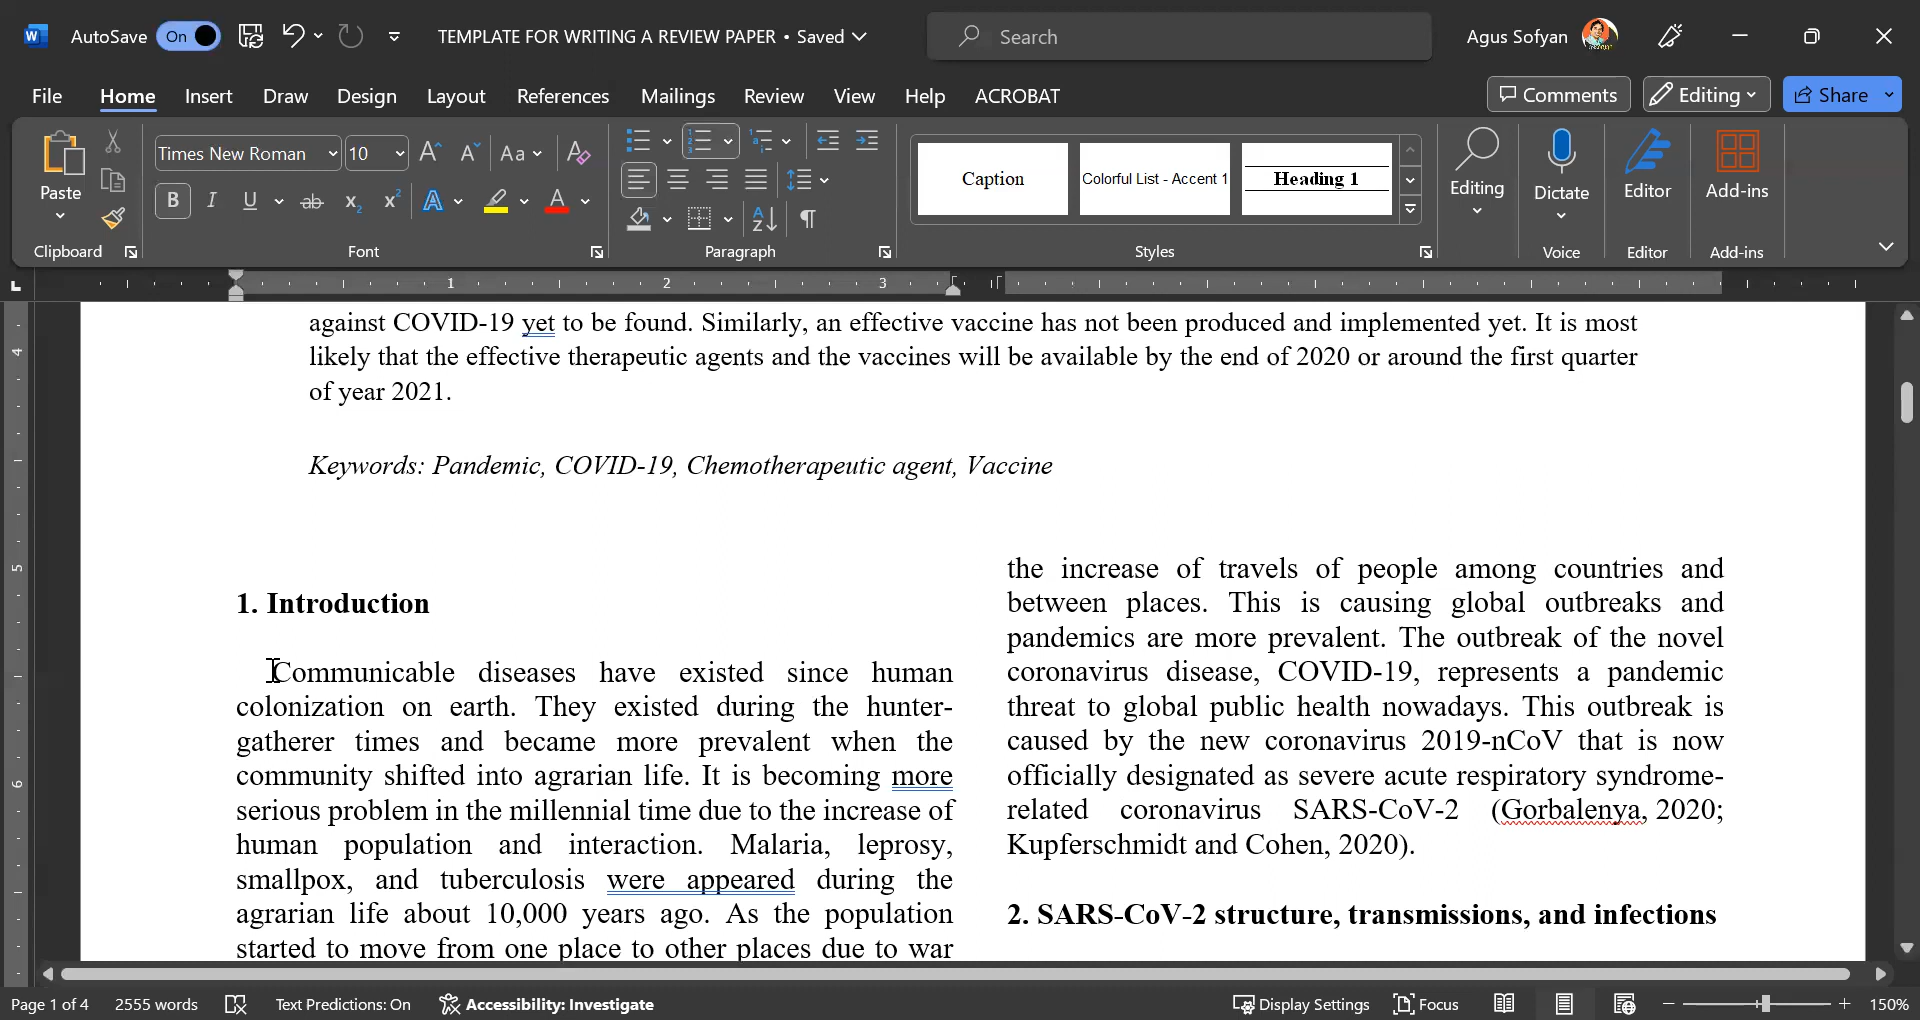 AutoSave On TEMPLATE FOR WRITING A REVIEW PAPER • Saved Search Agus Sofyan
File Home Insert Draw Design Layout References Mailings Review View Help ACROBAT Comments Editing Share
Paste Times New Roman 10 Aa Caption Colorful List - Accent 1 Heading 1 Editing Dictate Editor Add-ins
Clipboard Font Paragraph Styles Voice Editor Add-ins
1 2 3
4
5
6
against COVID-19 yet to be found. Similarly, an effective vaccine has not been produced and implemented yet. It is most
likely that the effective therapeutic agents and the vaccines will be available by the end of 2020 or around the first quarter
of year 2021.
Keywords: Pandemic, COVID-19, Chemotherapeutic agent, Vaccine
1. Introduction
Communicable diseases have existed since human
colonization on earth. They existed during the hunter-
gatherer times and became more prevalent when the
community shifted into agrarian life. It is becoming more
serious problem in the millennial time due to the increase of
human population and interaction. Malaria, leprosy,
smallpox, and tuberculosis were appeared during the
agrarian life about 10,000 years ago. As the population
started to move from one place to other places due to war
the increase of travels of people among countries and
between places. This is causing global outbreaks and
pandemics are more prevalent. The outbreak of the novel
coronavirus disease, COVID-19, represents a pandemic
threat to global public health nowadays. This outbreak is
caused by the new coronavirus 2019-nCoV that is now
officially designated as severe acute respiratory syndrome-
related coronavirus SARS-CoV-2 (Gorbalenya, 2020;
Kupferschmidt and Cohen, 2020).
2. SARS-CoV-2 structure, transmissions, and infections
Page 1 of 4 2555 words Text Predictions: On Accessibility: Investigate Display Settings Focus 150%